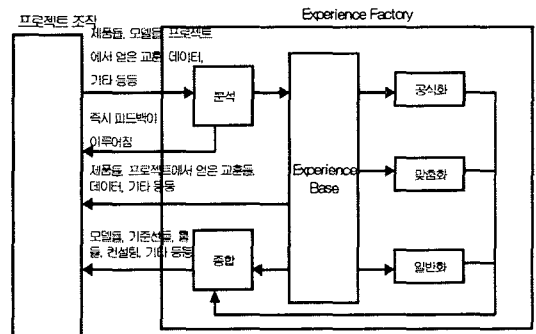 프로젝트 조직
Experience Factory
제품들, 모델들, 프로젝트
에서 얻은 교훈, 데이터,
기타 등등
분석
공식화
즉시 피드백이
이루어짐
제품들, 프로젝트에서 얻은 교훈들,
데이터, 기타 등등
Experience
Base
맞춤화
모델들, 기준선들, 툴
들, 컨설팅, 기타 등등
종합
일반화